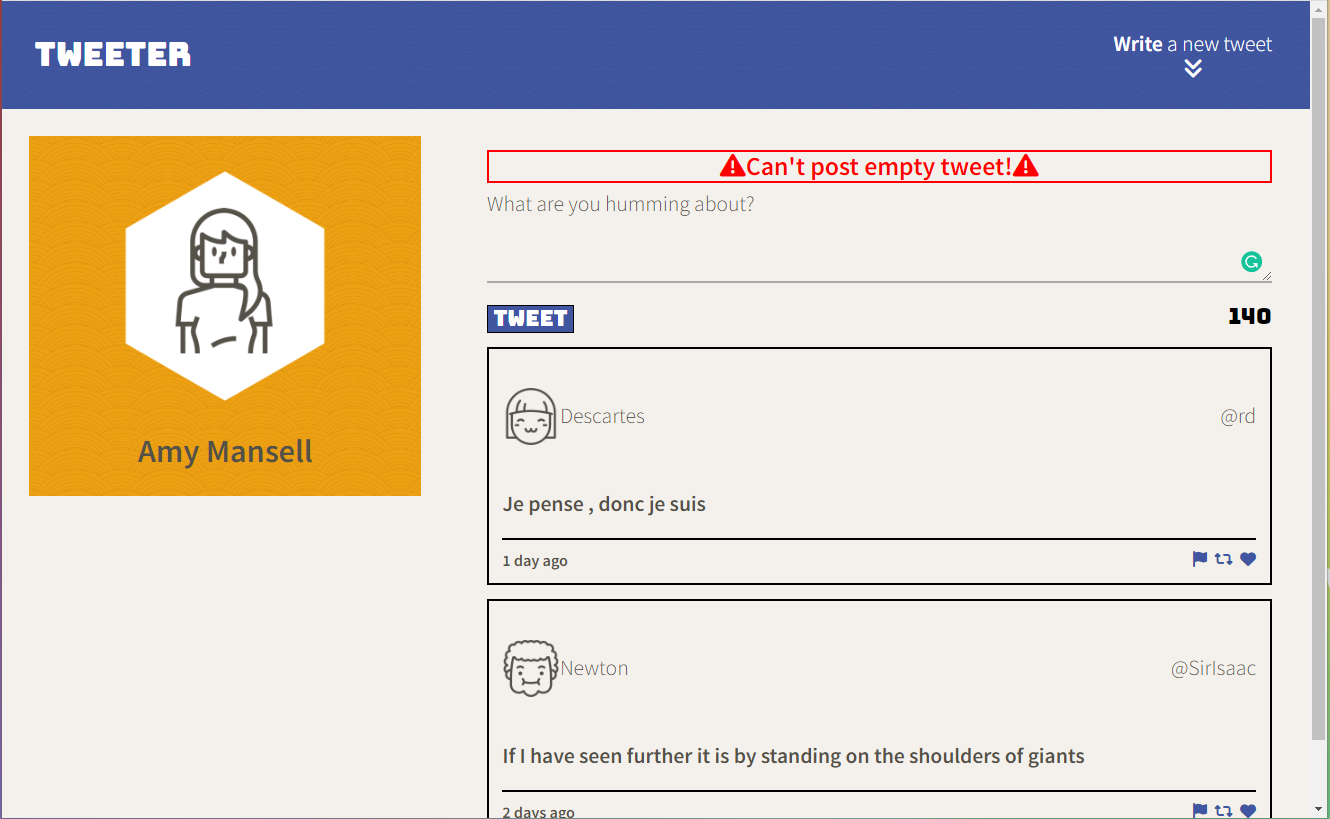 TWEETER
Write a new tweet
Amy Mansell
Can't post empty tweet!
What are you humming about?
TWEET
140
Descartes
@rd
Je pense , donc je suis
1 day ago
Newton
@SirIsaac
If I have seen further it is by standing on the shoulders of giants
2 days ago